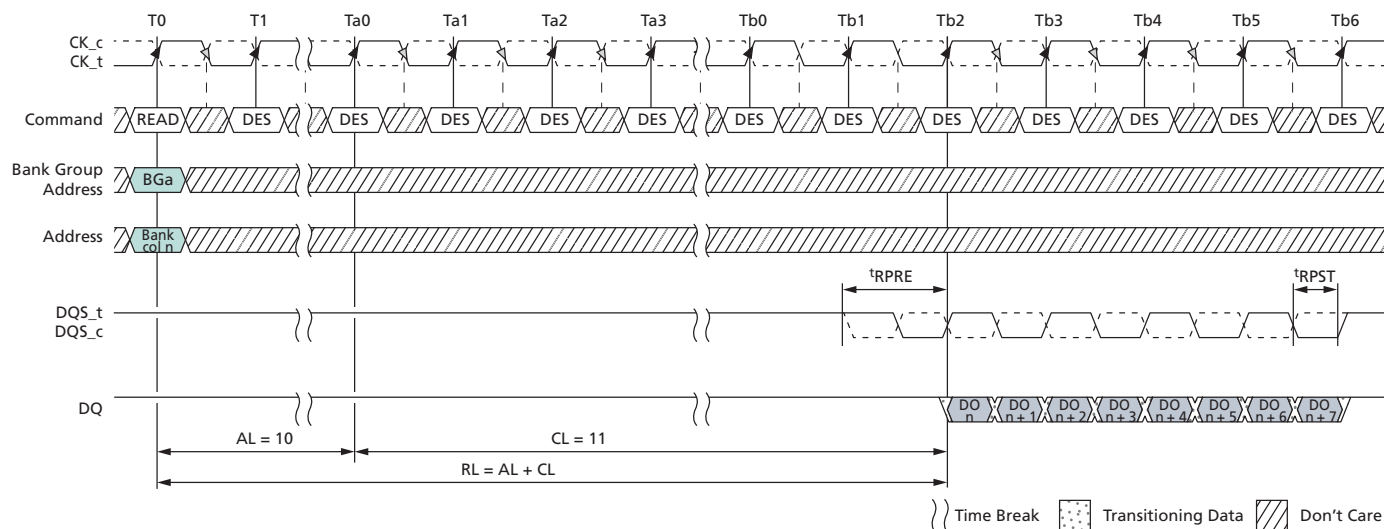 T0 T1 Ta0 Ta1 Ta2 Ta3 Tb0 Tb1 Tb2 Tb3 Tb4 Tb5 Tb6
CK_c
CK_t
Command READ DES DES DES DES DES DES DES DES DES DES DES DES
Bank Group
Address
BGa
Address
Bank
col n
tRPRE tRPST
DQS_t
DQS_c
DQ
DO
n
DO
n + 1
DO
n + 2
DO
n + 3
DO
n + 4
DO
n + 5
DO
n + 6
DO
n + 7
AL = 10 CL = 11
RL = AL + CL
Time Break Transitioning Data Don't Care